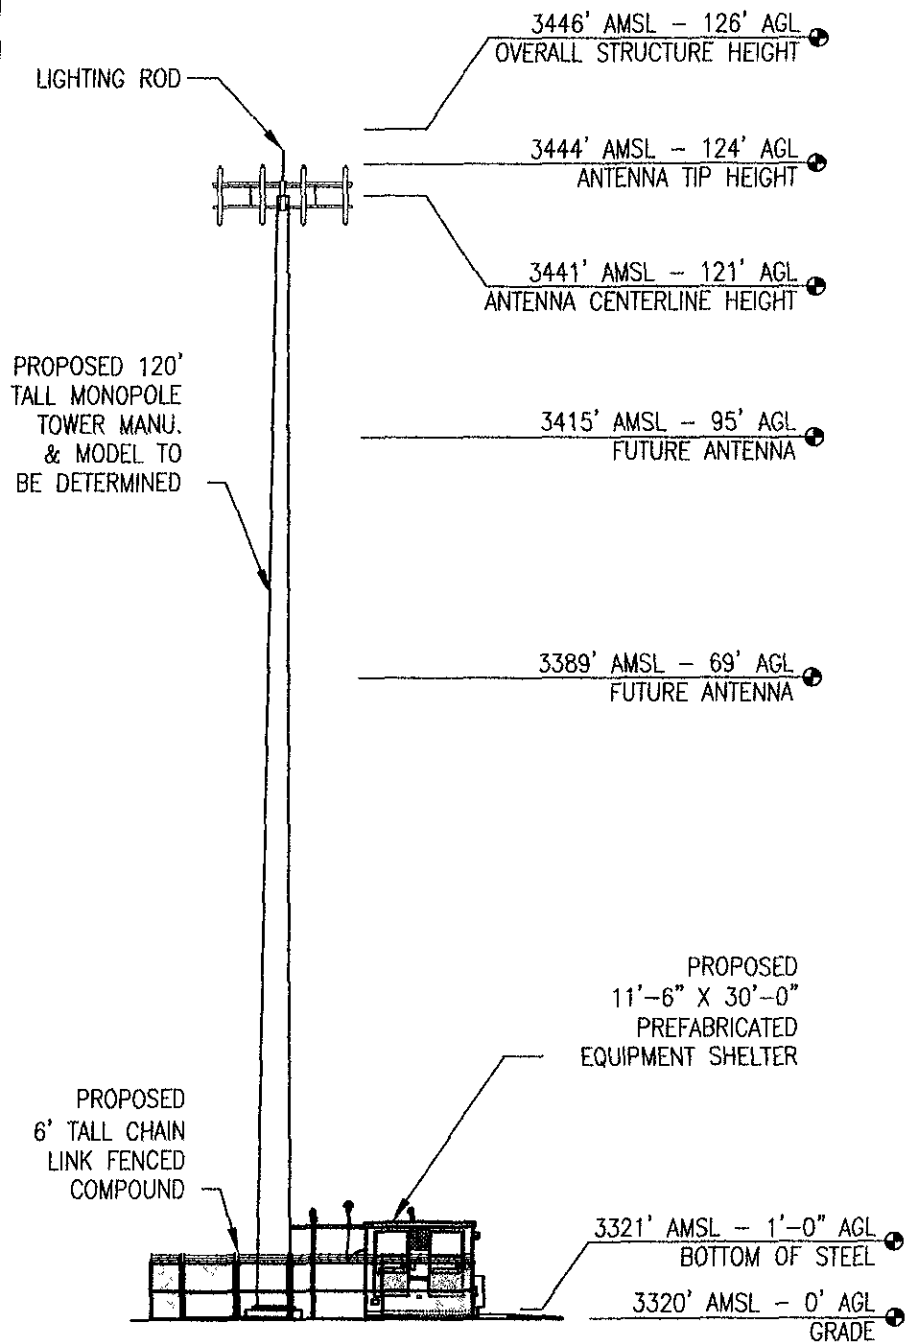 3446' AMSL – 126' AGL
OVERALL STRUCTURE HEIGHT
LIGHTING ROD
3444' AMSL – 124' AGL
ANTENNA TIP HEIGHT
3441' AMSL – 121' AGL
ANTENNA CENTERLINE HEIGHT
PROPOSED 120'
TALL MONOPOLE
TOWER MANU.
& MODEL TO
BE DETERMINED
3415' AMSL – 95' AGL
FUTURE ANTENNA
3389' AMSL – 69' AGL
FUTURE ANTENNA
PROPOSED
11'-6" X 30'-0"
PREFABRICATED
EQUIPMENT SHELTER
PROPOSED
6' TALL CHAIN
LINK FENCED
COMPOUND
3321' AMSL – 1'-0" AGL
BOTTOM OF STEEL
3320' AMSL – 0' AGL
GRADE